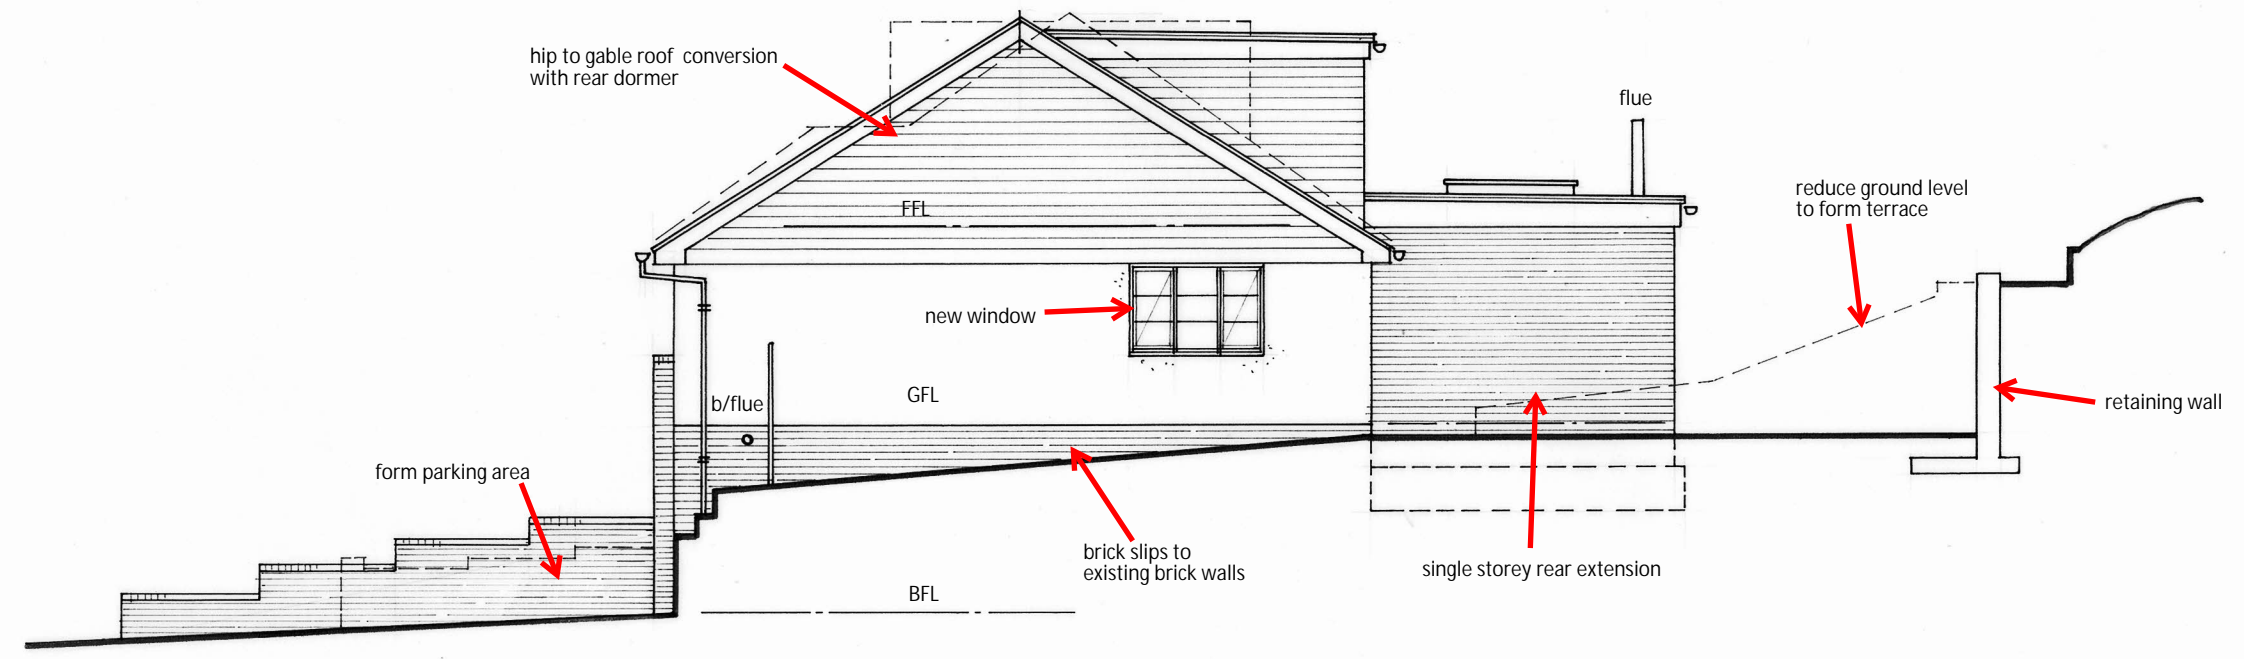 hip to gable roof conversion
with rear dormer
flue
reduce ground level
to form terrace
FFL
new window
GFL
b/flue
retaining wall
form parking area
brick slips to
existing brick walls
single storey rear extension
BFL